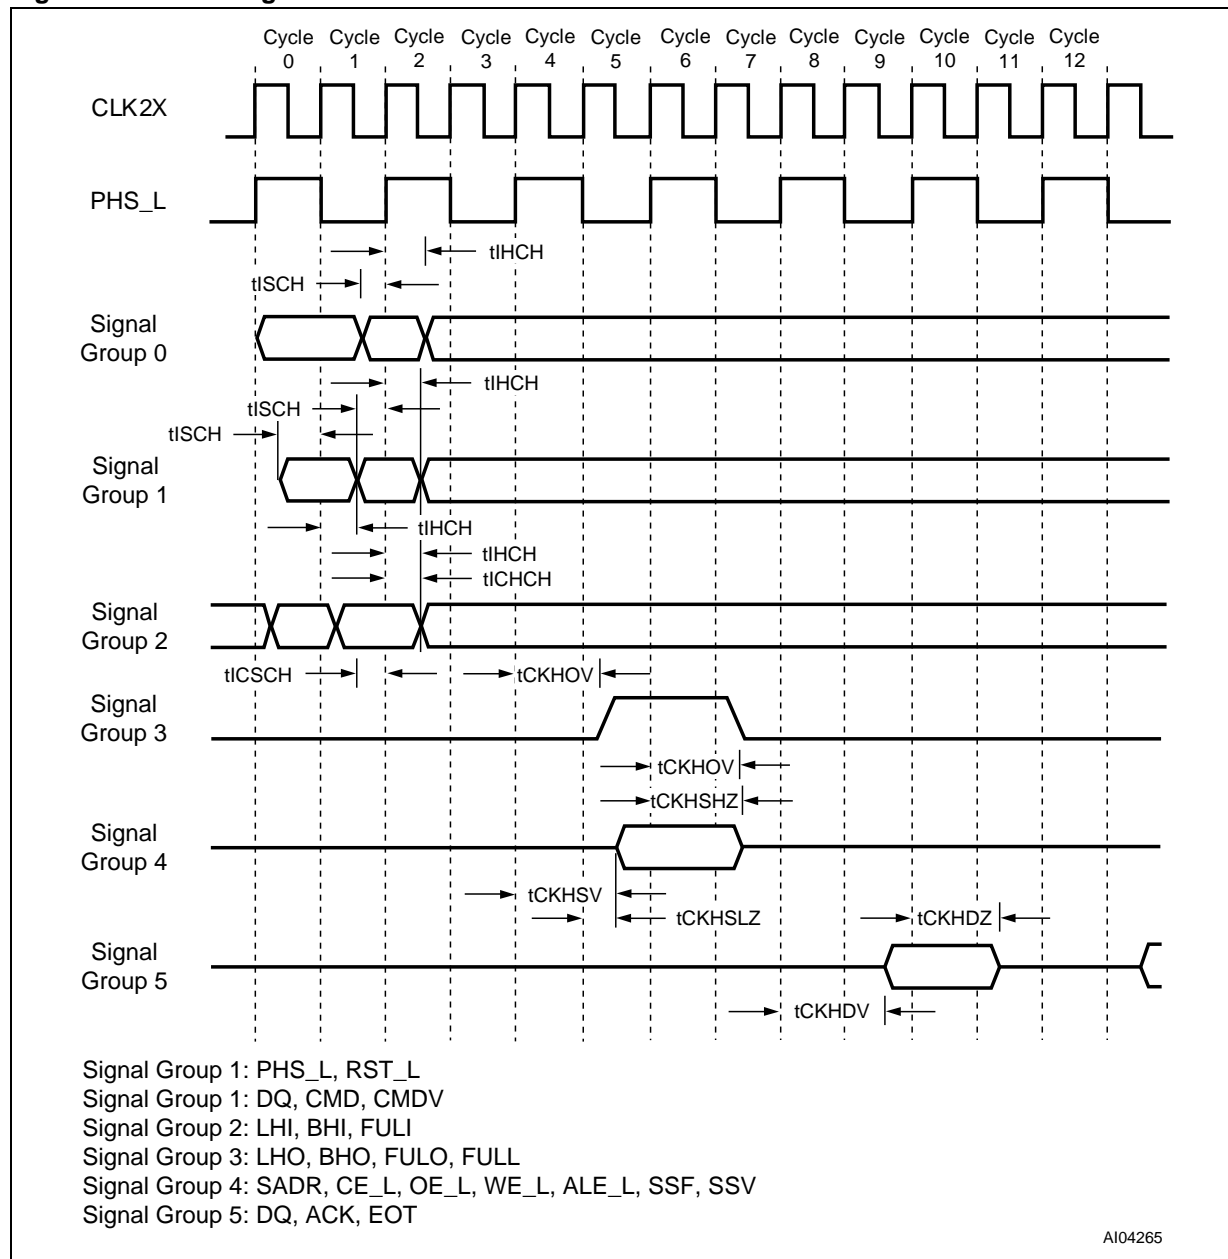 Cycle Cycle Cycle Cycle Cycle Cycle Cycle Cycle Cycle Cycle Cycle Cycle Cycle
0 1 2 3 4 5 6 7 8 9 10 11 12
CLK2X
PHS_L
tIHCH
tISCH
Signal
Group 0
tIHCH
tISCH
tISCH
Signal
Group 1
tIHCH
tIHCH
tICHCH
Signal
Group 2
tICSCH
tCKHOV
Signal
Group 3
tCKHOV
tCKHSHZ
Signal
Group 4
tCKHSV
tCKHSLZ
tCKHDZ
Signal
Group 5
tCKHDV
Signal Group 1: PHS_L, RST_L
Signal Group 1: DQ, CMD, CMDV
Signal Group 2: LHI, BHI, FULI
Signal Group 3: LHO, BHO, FULO, FULL
Signal Group 4: SADR, CE_L, OE_L, WE_L, ALE_L, SSF, SSV
Signal Group 5: DQ, ACK, EOT
AI04265